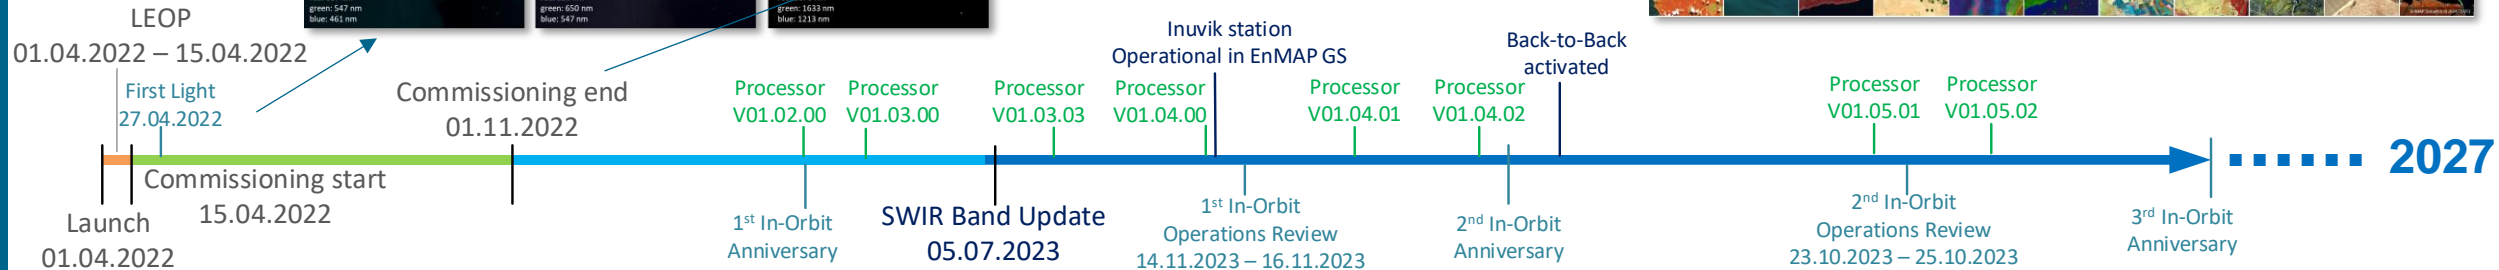 green: 547 nm
blue: 461 nm
green: 650 nm
blue: 547 nm
green: 1633 nm
blue: 1213 nm
LEOP
01.04.2022 – 15.04.2022
First Light
27.04.2022
Commissioning end
01.11.2022
Processor
V01.02.00
Processor
V01.03.00
Processor
V01.03.03
Processor
V01.04.00
Inuvik station
Operational in EnMAP GS
Processor
V01.04.01
Processor
V01.04.02
Back-to-Back
activated
Processor
V01.05.01
Processor
V01.05.02
2027
Launch
01.04.2022
Commissioning start
15.04.2022
1st In-Orbit
Anniversary
SWIR Band Update
05.07.2023
1st In-Orbit
Operations Review
14.11.2023 – 16.11.2023
2nd In-Orbit
Anniversary
2nd In-Orbit
Operations Review
23.10.2023 – 25.10.2023
3rd In-Orbit
Anniversary